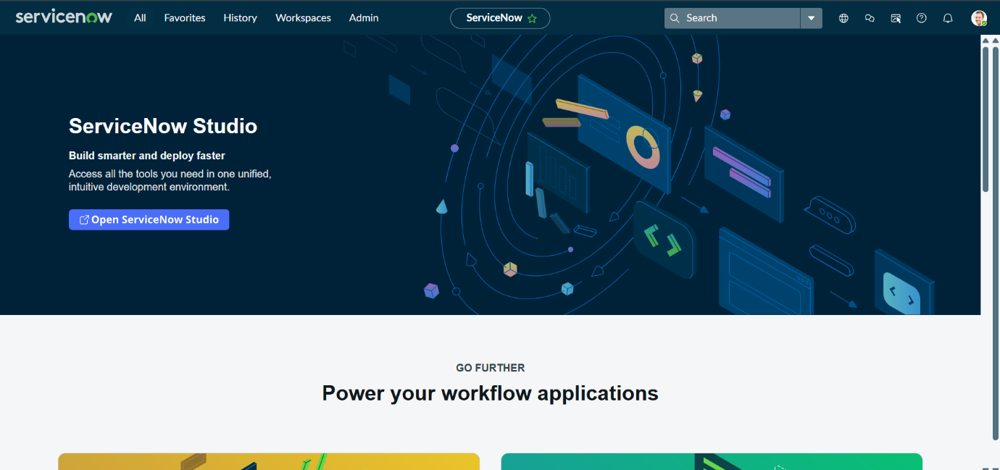 servicenow All Favorites History Workspaces Admin ServiceNow Search
ServiceNow Studio
Build smarter and deploy faster
Access all the tools you need in one unified,
intuitive development environment.
Open ServiceNow Studio
GO FURTHER
Power your workflow applications